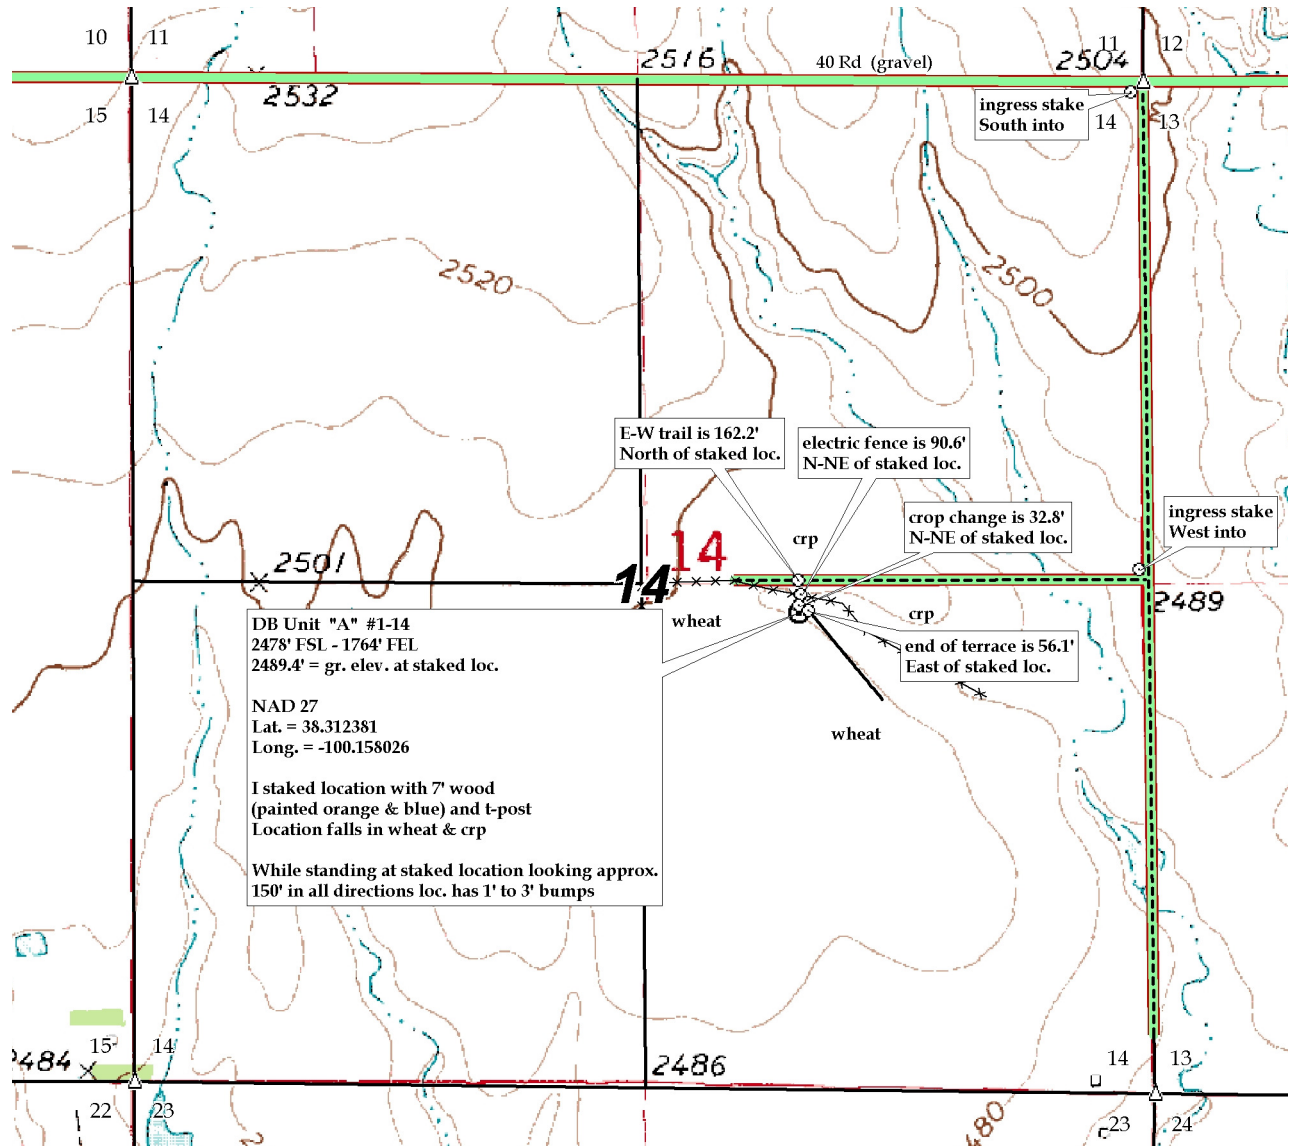 10 11
11 12
2516
40 Rd (gravel)
2504
2532
ingress stake
South into
15 14
14 13
2520
2500
E-W trail is 162.2'
North of staked loc.
electric fence is 90.6'
N-NE of staked loc.
crop change is 32.8'
N-NE of staked loc.
ingress stake
West into
crp
14
2501
14
2489
wheat
crp
DB Unit "A" #1-14
2478' FSL - 1764' FEL
2489.4' = gr. elev. at staked loc.
end of terrace is 56.1'
East of staked loc.
NAD 27
Lat. = 38.312381
Long. = -100.158026
wheat
I staked location with 7' wood
(painted orange & blue) and t-post
Location falls in wheat & crp
While standing at staked location looking approx.
150' in all directions loc. has 1' to 3' bumps
15 14
2484
2486
14 13
22 23
480
23 24